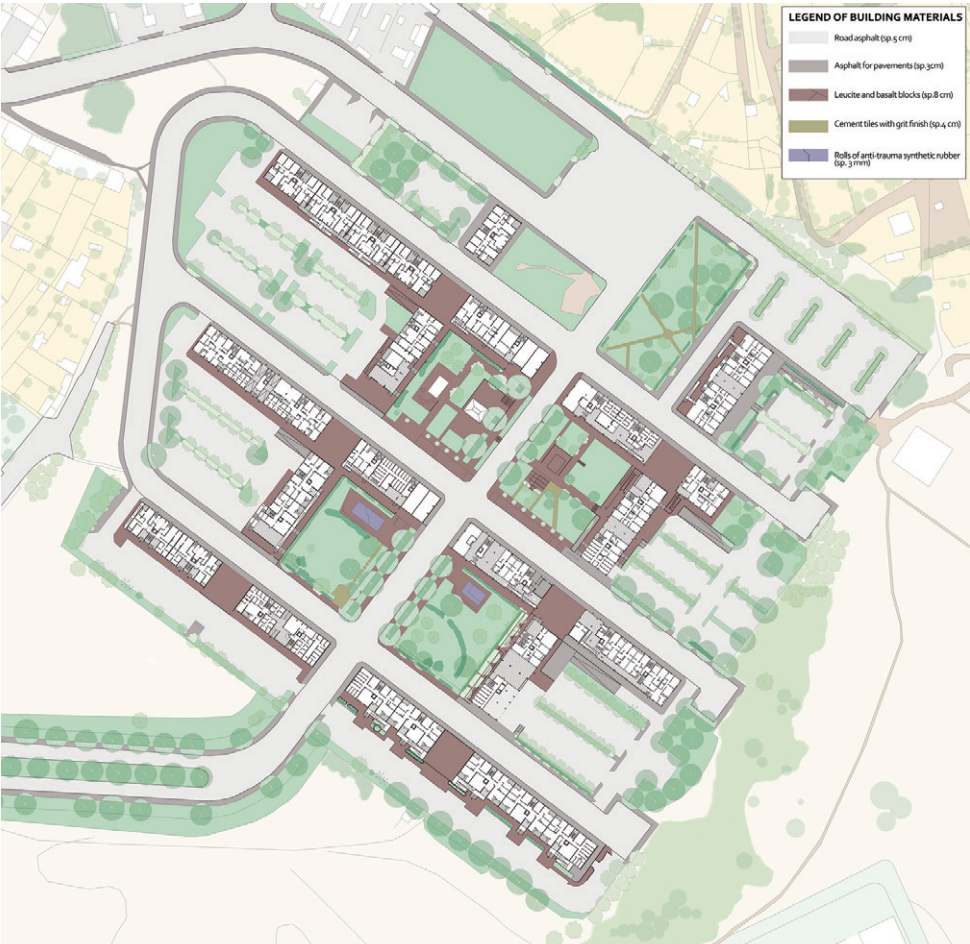 LEGEND OF BUILDING MATERIALS
Road asphalt (sp.5 cm)
Asphalt for pavements (sp.3cm)
Leucite and basalt blocks (sp.8 cm)
Cement tiles with grit finish (sp.4 cm)
Rolls of anti-trauma synthetic rubber
(sp. 3 mm)